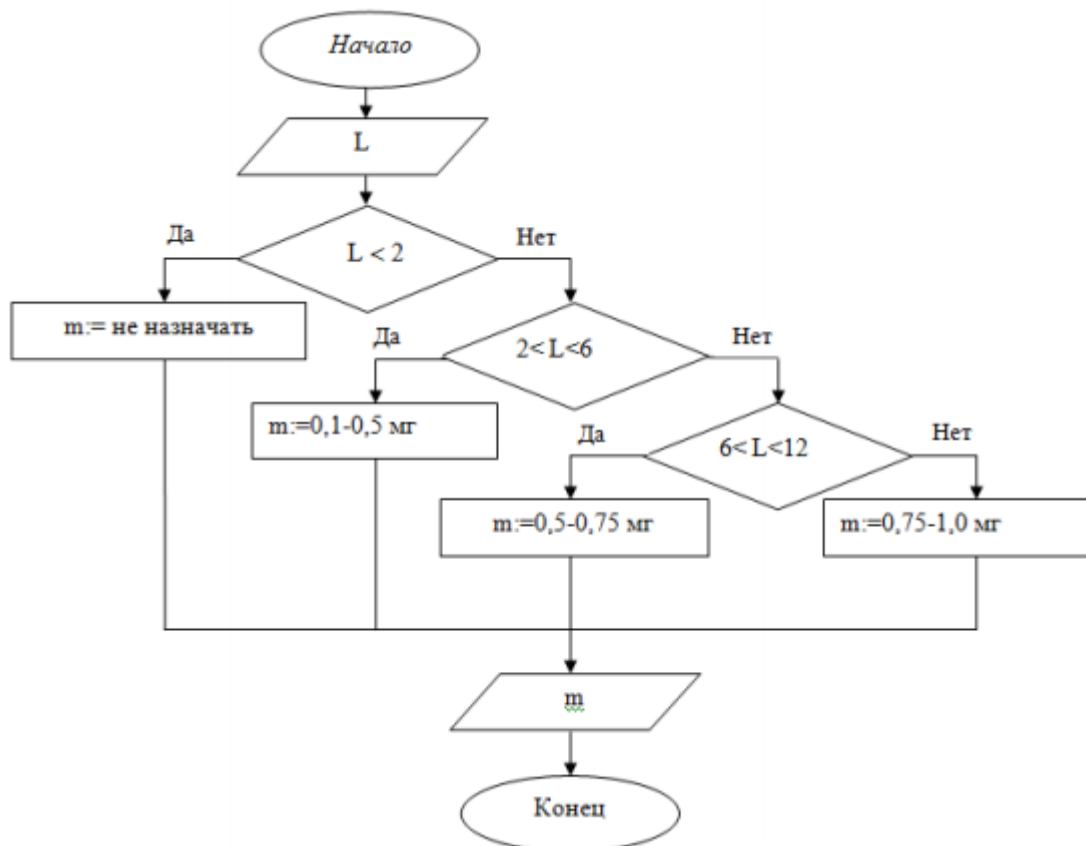 Начало
L
Да
L < 2
Нет
m:= не назначать
Да
2< L<6
Нет
m:=0,1-0,5 мг
Да
6< L<12
Нет
m:=0,5-0,75 мг
m:=0,75-1,0 мг
m
Конец